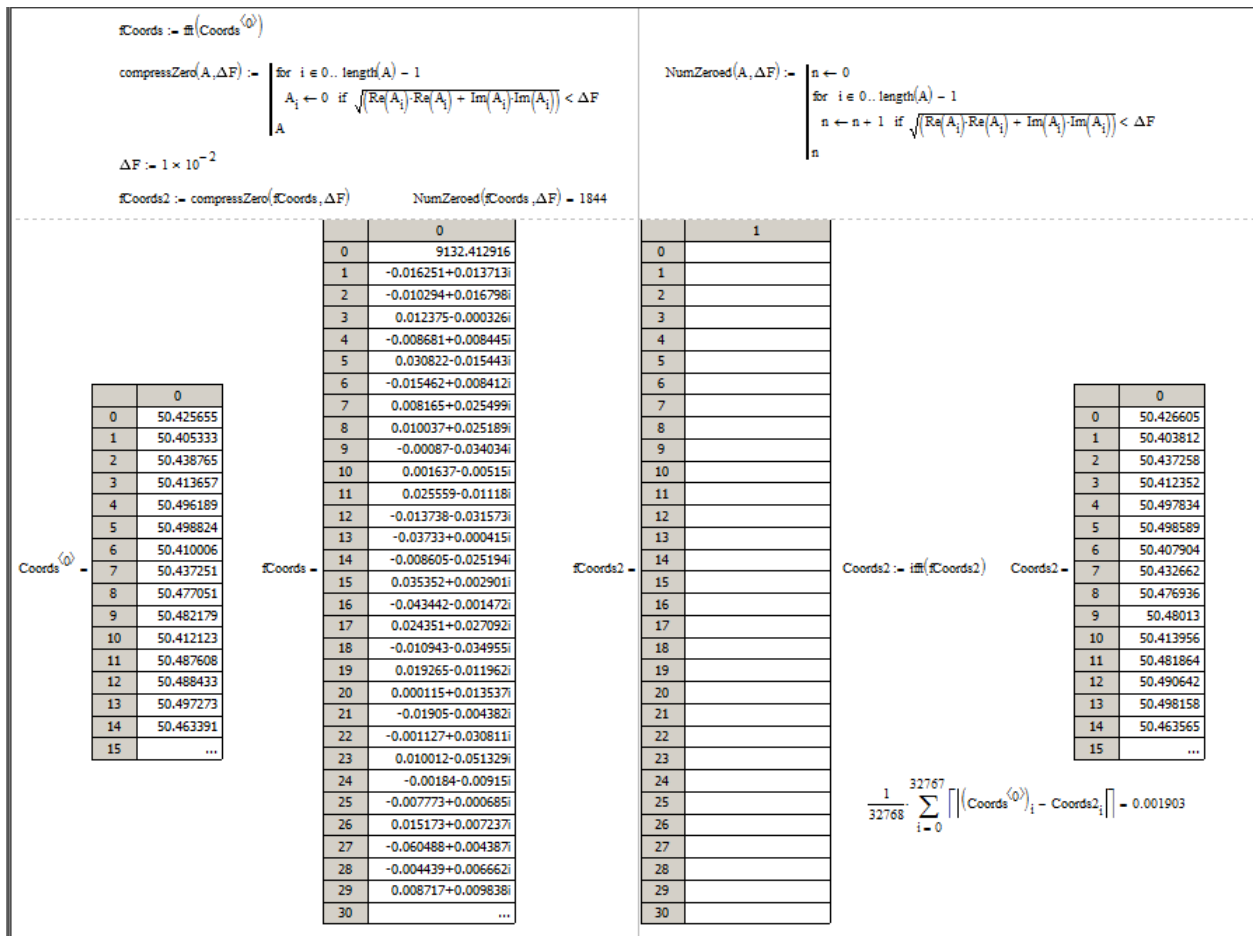 fCoords := fft(Coords^⟨0⟩)
compressZero(A,ΔF) := for i ∈ 0.. length(A) − 1
A_i ← 0 if √(Re(A_i)·Re(A_i) + Im(A_i)·Im(A_i)) < ΔF
A
NumZeroed(A,ΔF) := n ← 0
for i ∈ 0.. length(A) − 1
n ← n + 1 if √(Re(A_i)·Re(A_i) + Im(A_i)·Im(A_i)) < ΔF
n
ΔF := 1 × 10^−2
fCoords2 := compressZero(fCoords,ΔF) NumZeroed(fCoords,ΔF) = 1844
Coords^⟨0⟩ =
0
0 50.425655
1 50.405333
2 50.438765
3 50.413657
4 50.496189
5 50.498824
6 50.410006
7 50.437251
8 50.477051
9 50.482179
10 50.412123
11 50.487608
12 50.488433
13 50.497273
14 50.463391
15 ...
fCoords =
0
0 9132.412916
1 -0.016251+0.013713i
2 -0.010294+0.016798i
3 0.012375-0.000326i
4 -0.008681+0.008445i
5 0.030822-0.015443i
6 -0.015462+0.008412i
7 0.008165+0.025499i
8 0.010037+0.025189i
9 -0.00087-0.034034i
10 0.001637-0.00515i
11 0.025559-0.01118i
12 -0.013738-0.031573i
13 -0.03733+0.000415i
14 -0.008605-0.025194i
15 0.035352+0.002901i
16 -0.043442-0.001472i
17 0.024351+0.027092i
18 -0.010943-0.034955i
19 0.019265-0.011962i
20 0.000115+0.013537i
21 -0.01905-0.004382i
22 -0.001127+0.030811i
23 0.010012-0.051329i
24 -0.00184-0.00915i
25 -0.007773+0.000685i
26 0.015173+0.007237i
27 -0.060488+0.004387i
28 -0.004439+0.006662i
29 0.008717+0.009838i
30 ...
fCoords2 =
1
0
1
2
3
4
5
6
7
8
9
10
11
12
13
14
15
16
17
18
19
20
21
22
23
24
25
26
27
28
29
30
Coords2 := ifft(fCoords2) Coords2 =
0
0 50.426605
1 50.403812
2 50.437258
3 50.412352
4 50.497834
5 50.498589
6 50.407904
7 50.432662
8 50.476936
9 50.48013
10 50.413956
11 50.481864
12 50.490642
13 50.498158
14 50.463565
15 ...
1/32768 · ∑_{i = 0}^{32767} ⌈|(Coords^⟨0⟩)_i − Coords2_i|⌉ = 0.001903